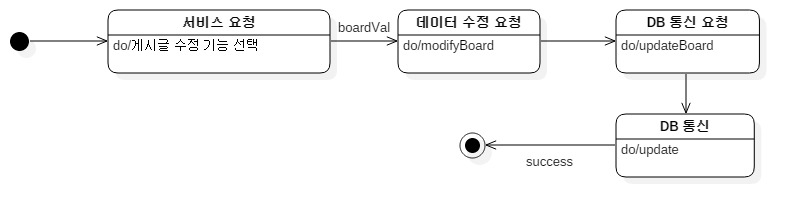 서비스 요청
do/게시글 수정 기능 선택
boardVal
데이터 수정 요청
do/modifyBoard
DB 통신 요청
do/updateBoard
DB 통신
do/update
success